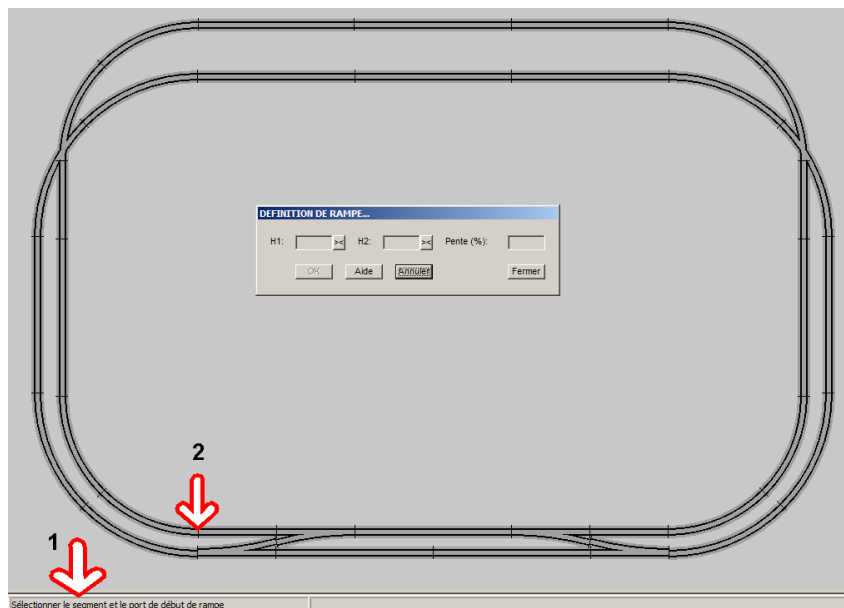 DEFINITION DE RAMPE...
H1: >< H2: >< Pente (%):
OK Aide Annuler Fermer
2
1
Sélectionner le segment et le port de début de rampe